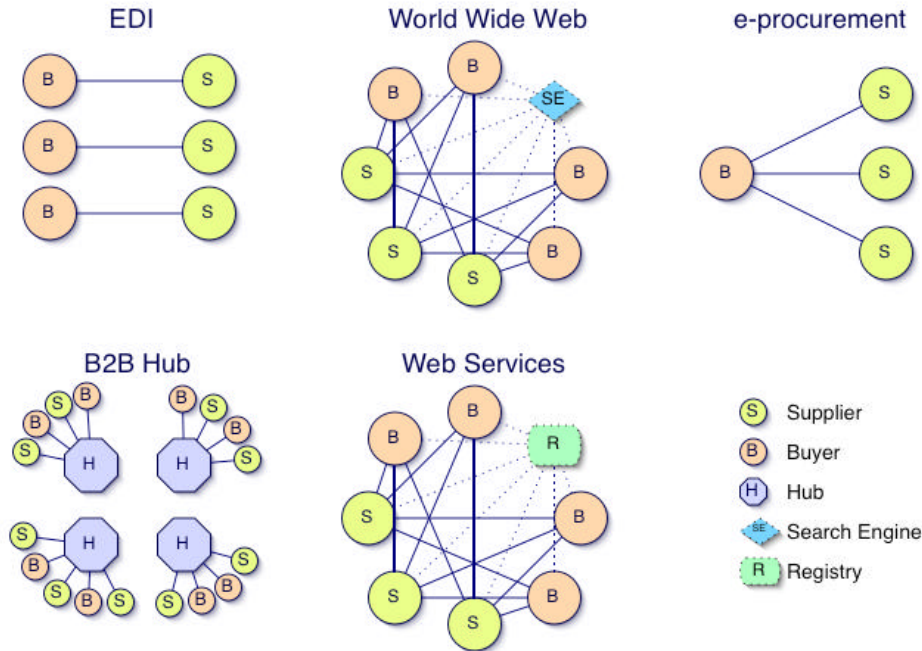 EDI
B S
B S
B S
World Wide Web
B
B
SE
S
B
S
B
S
e-procurement
S
B S
S
B2B Hub
B
S
B
S
H
B
S
B
S
H
S
H
B
S
B
S
H
S
B
B
S
Web Services
B
B
R
S
B
S
B
S
S Supplier
B Buyer
H Hub
SE Search Engine
R Registry